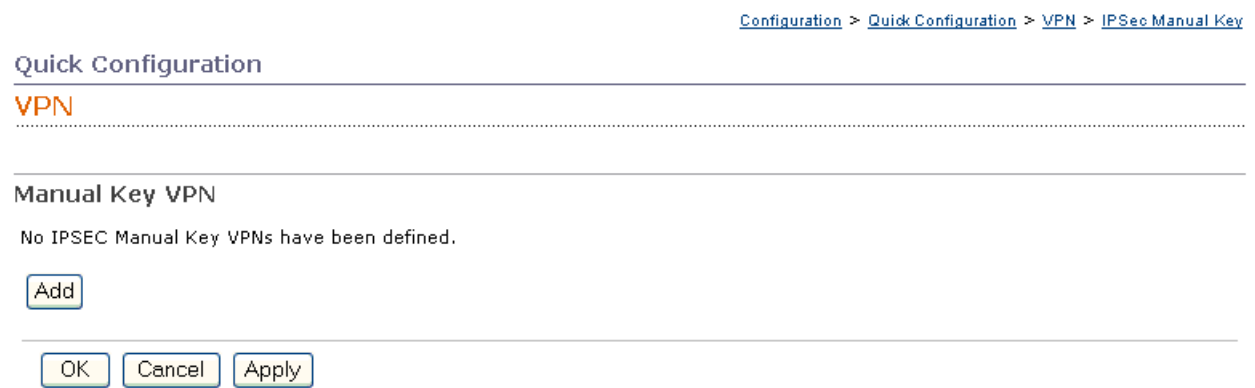 Configuration > Quick Configuration > VPN > IPSec Manual Key
Quick Configuration
VPN
Manual Key VPN
No IPSEC Manual Key VPNs have been defined.
Add
OK Cancel Apply